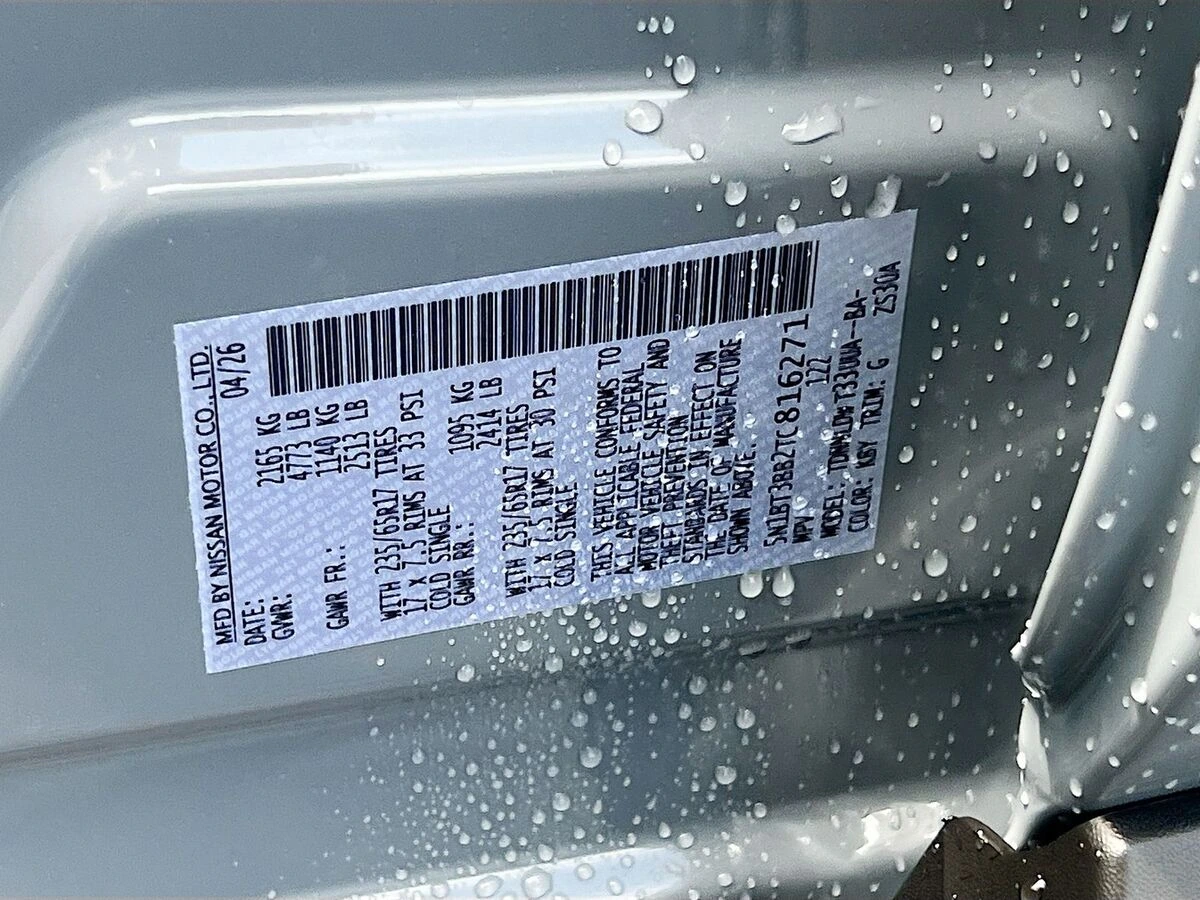 MFD BY NISSAN MOTOR CO., LTD.
DATE: 04/26
GVWR: 2165 KG
4773 LB
GAWR FR.: 1140 KG
2513 LB
WITH 235/65R17 TIRES
17 X 7.5 RIMS AT 33 PSI
COLD SINGLE
GAWR RR.: 1095 KG
2414 LB
WITH 235/65R17 TIRES
17 X 7.5 RIMS AT 30 PSI
COLD SINGLE
THIS VEHICLE CONFORMS TO
ALL APPLICABLE FEDERAL
MOTOR VEHICLE SAFETY AND
THEFT PREVENTION
STANDARDS IN EFFECT ON
THE DATE OF MANUFACTURE
SHOWN ABOVE.
5N1BT3BB2TC816271
MPV 122
MODEL: --BA-
COLOR: KBY TRIM: G ZS30A